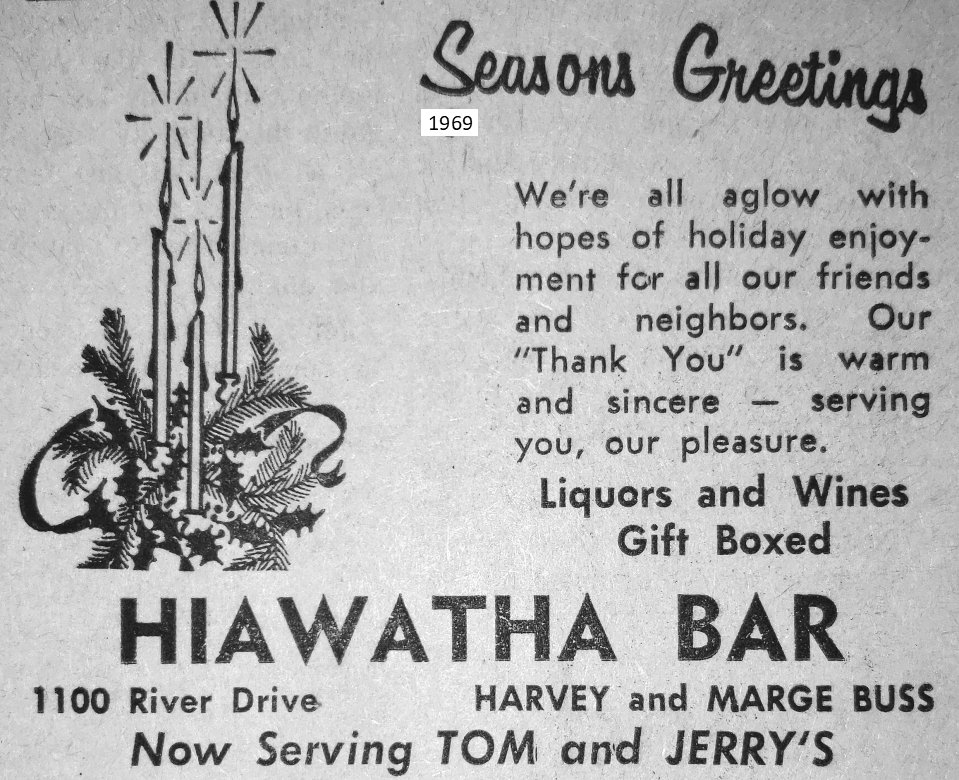 Seasons Greetings
1969
We're all aglow with
hopes of holiday enjoy-
ment for all our friends
and neighbors. Our
"Thank You" is warm
and sincere — serving
you, our pleasure.
Liquors and Wines
Gift Boxed
HIAWATHA BAR
1100 River Drive HARVEY and MARGE BUSS
Now Serving TOM and JERRY'S